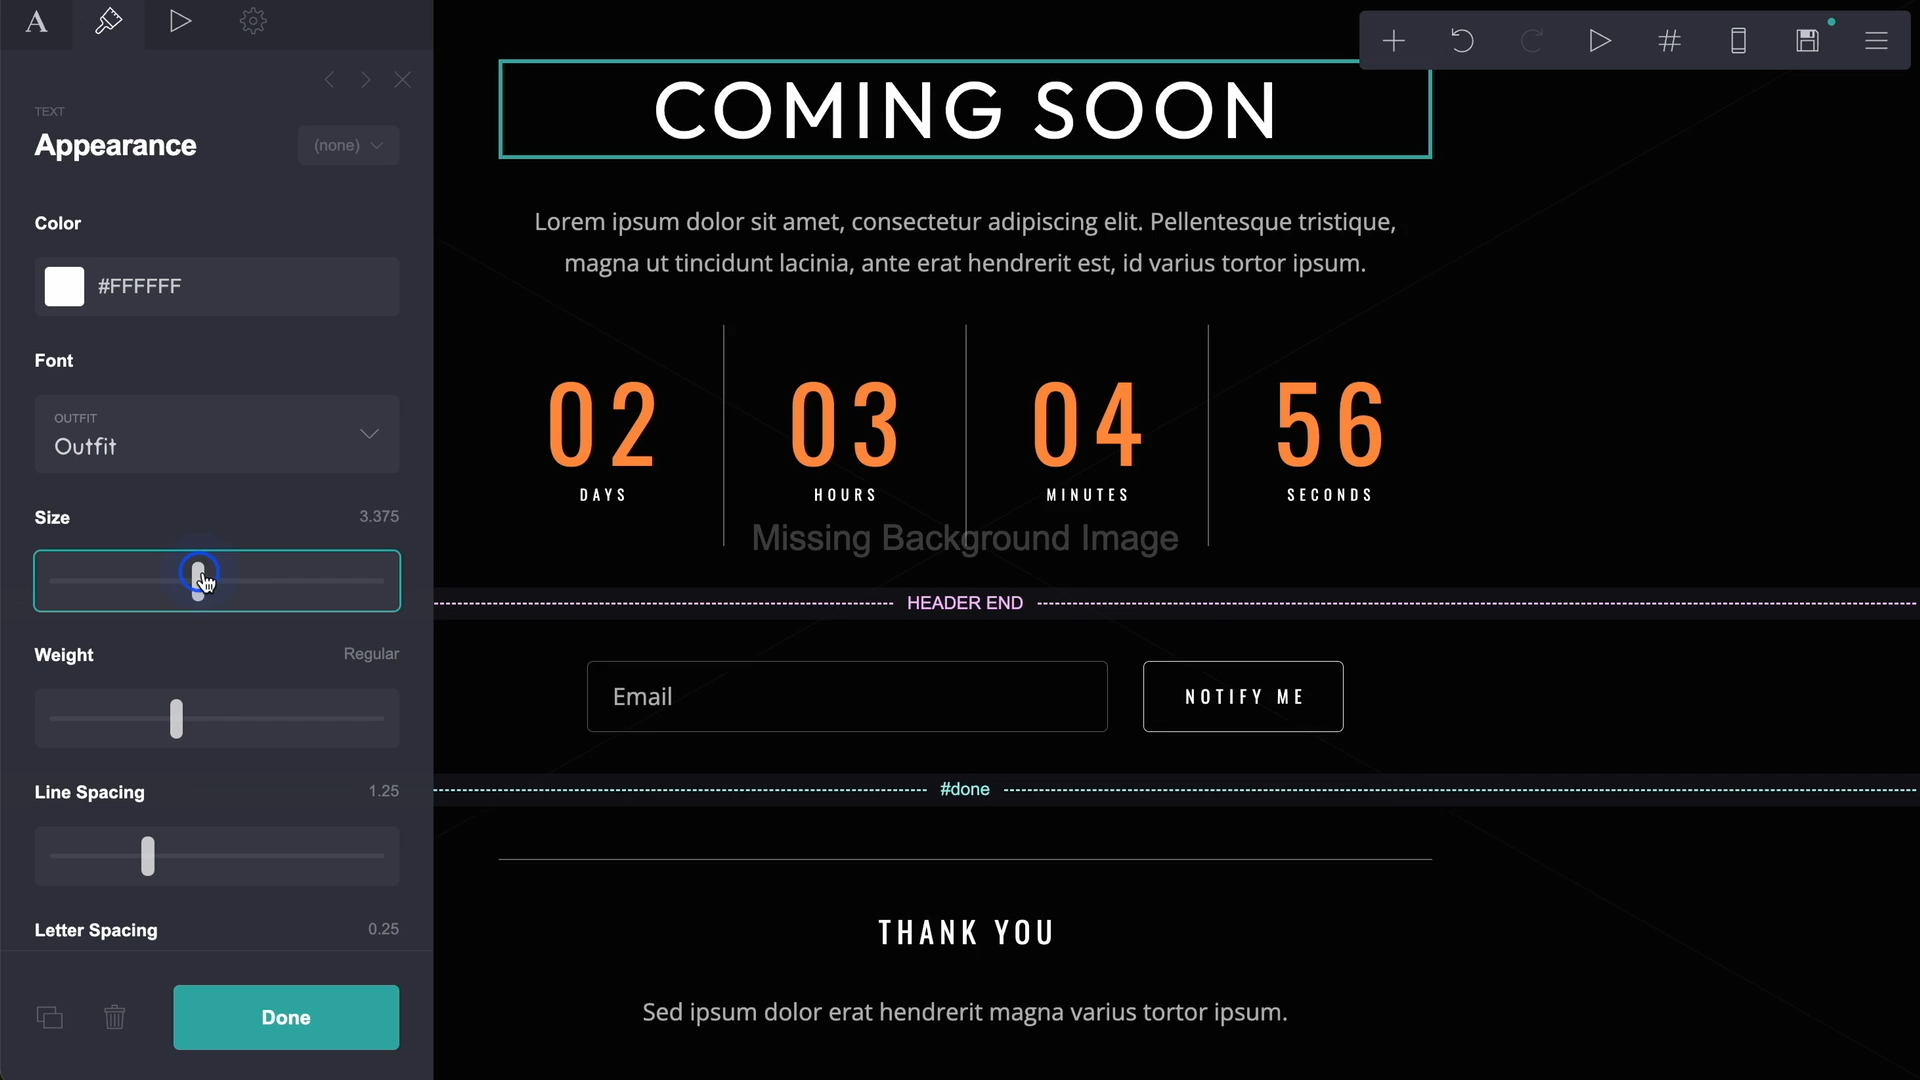 A
TEXT
Appearance
(none)
Color
#FFFFFF
Font
OUTFIT
Outfit
Size
3.375
Weight
Regular
Line Spacing
1.25
Letter Spacing
0.25
Done
COMING SOON
Lorem ipsum dolor sit amet, consectetur adipiscing elit. Pellentesque tristique,
magna ut tincidunt lacinia, ante erat hendrerit est, id varius tortor ipsum.
02 03 04 56
DAYS HOURS MINUTES SECONDS
Missing Background Image
HEADER END
Email
NOTIFY ME
#done
THANK YOU
Sed ipsum dolor erat hendrerit magna varius tortor ipsum.